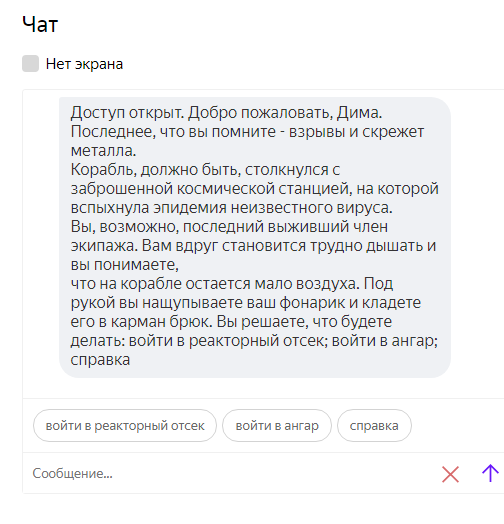 Чат
Нет экрана
Доступ открыт. Добро пожаловать, Дима.
Последнее, что вы помните - взрывы и скрежет
металла.
Корабль, должно быть, столкнулся с
заброшенной космической станцией, на которой
вспыхнула эпидемия неизвестного вируса.
Вы, возможно, последний выживший член
экипажа. Вам вдруг становится трудно дышать и
вы понимаете,
что на корабле остается мало воздуха. Под
рукой вы нащупываете ваш фонарик и кладете
его в карман брюк. Вы решаете, что будете
делать: войти в реакторный отсек; войти в ангар;
справка
войти в реакторный отсек войти в ангар справка
Сообщение...